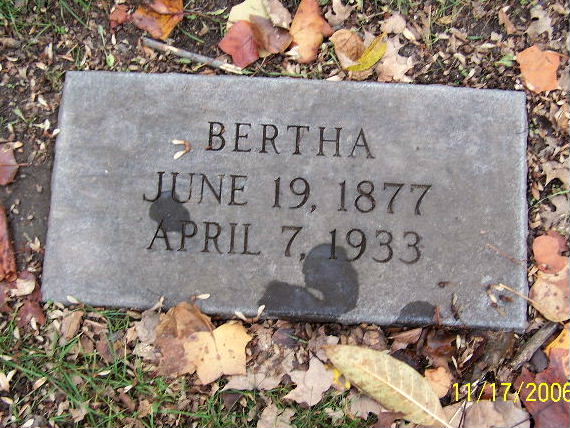 BERTHA
JUNE 19, 1877
APRIL 7, 1933
11/17/2006